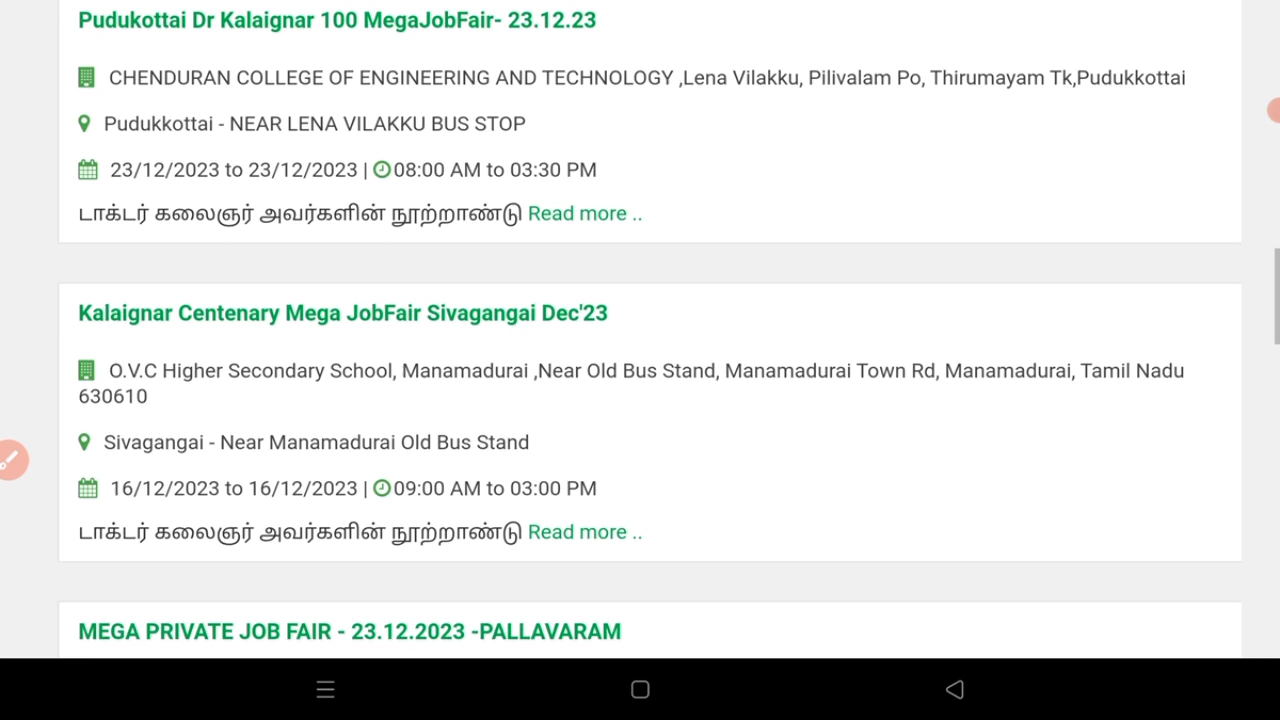 Pudukottai Dr Kalaignar 100 MegaJobFair- 23.12.23
CHENDURAN COLLEGE OF ENGINEERING AND TECHNOLOGY ,Lena Vilakku, Pilivalam Po, Thirumayam Tk,Pudukkottai
Pudukkottai - NEAR LENA VILAKKU BUS STOP
23/12/2023 to 23/12/2023 | 08:00 AM to 03:30 PM
டாக்டர் கலைஞர் அவர்களின் நூற்றாண்டு Read more ..
Kalaignar Centenary Mega JobFair Sivagangai Dec'23
O.V.C Higher Secondary School, Manamadurai ,Near Old Bus Stand, Manamadurai Town Rd, Manamadurai, Tamil Nadu
630610
Sivagangai - Near Manamadurai Old Bus Stand
16/12/2023 to 16/12/2023 | 09:00 AM to 03:00 PM
டாக்டர் கலைஞர் அவர்களின் நூற்றாண்டு Read more ..
MEGA PRIVATE JOB FAIR - 23.12.2023 -PALLAVARAM